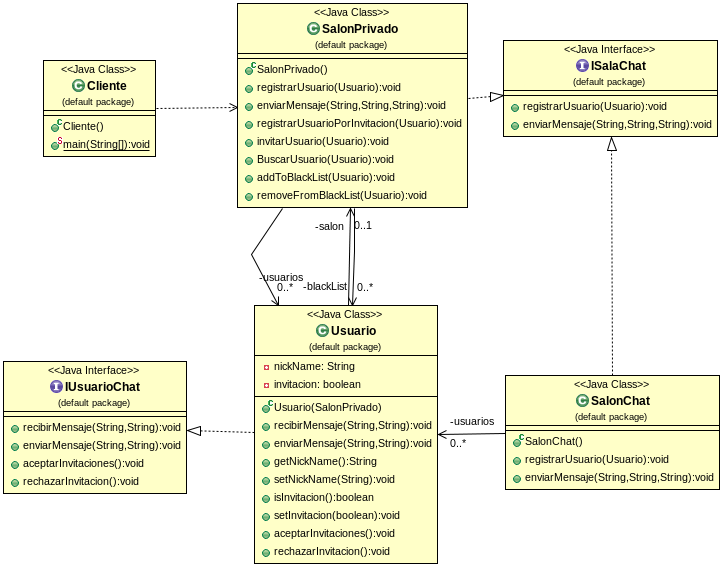 <<Java Class>>
SalonPrivado
(default package)
SalonPrivado()
registrarUsuario(Usuario):void
enviarMensaje(String,String,String):void
registrarUsuarioPorInvitacion(Usuario):void
invitarUsuario(Usuario):void
BuscarUsuario(Usuario):void
addToBlackList(Usuario):void
removeFromBlackList(Usuario):void
<<Java Class>>
Cliente
(default package)
Cliente()
main(String[]):void
<<Java Interface>>
ISalaChat
(default package)
registrarUsuario(Usuario):void
enviarMensaje(String,String,String):void
-salon
0..1
-usuarios
0..*
-blackList
0..*
<<Java Class>>
Usuario
(default package)
nickName: String
invitacion: boolean
Usuario(SalonPrivado)
recibirMensaje(String,String):void
enviarMensaje(String,String):void
getNickName():String
setNickName(String):void
isInvitacion():boolean
setInvitacion(boolean):void
aceptarInvitaciones():void
rechazarInvitacion():void
<<Java Interface>>
IUsuarioChat
(default package)
recibirMensaje(String,String):void
enviarMensaje(String,String):void
aceptarInvitaciones():void
rechazarInvitacion():void
-usuarios
0..*
<<Java Class>>
SalonChat
(default package)
SalonChat()
registrarUsuario(Usuario):void
enviarMensaje(String,String,String):void